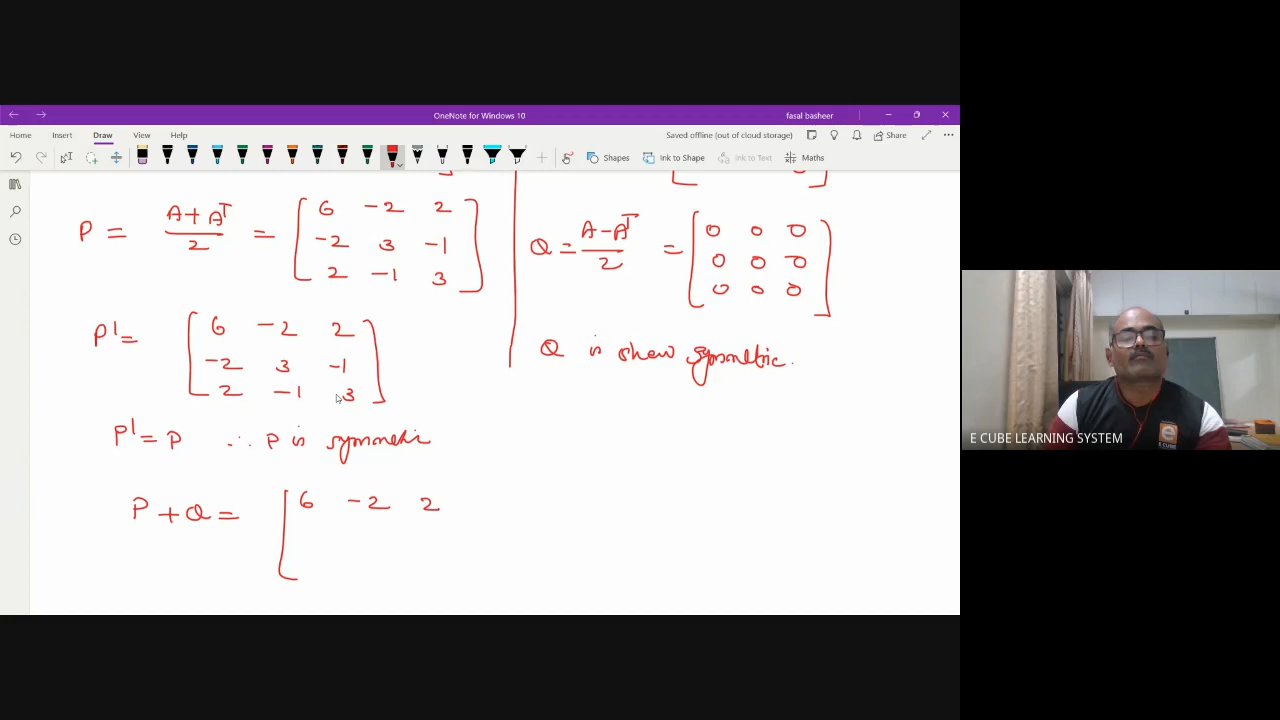 OneNote for Windows 10
fasal basheer
Home Insert Draw View Help
Saved offline (out of cloud storage)
Share
Shapes
Ink to Shape
Ink to Text
Maths
P = A + Aᵀ / 2 = [ 6 -2 2
-2 3 -1
2 -1 3 ]
Q = A - Aᵀ / 2 = [ 0 0 0
0 0 0
0 0 0 ]
P' = [ 6 -2 2
-2 3 -1
2 -1 3 ]
Q is skew symmetric.
P' = P ∴ P is symmetric
P + Q = [ 6 -2 2
E CUBE LEARNING SYSTEM
E CUBE